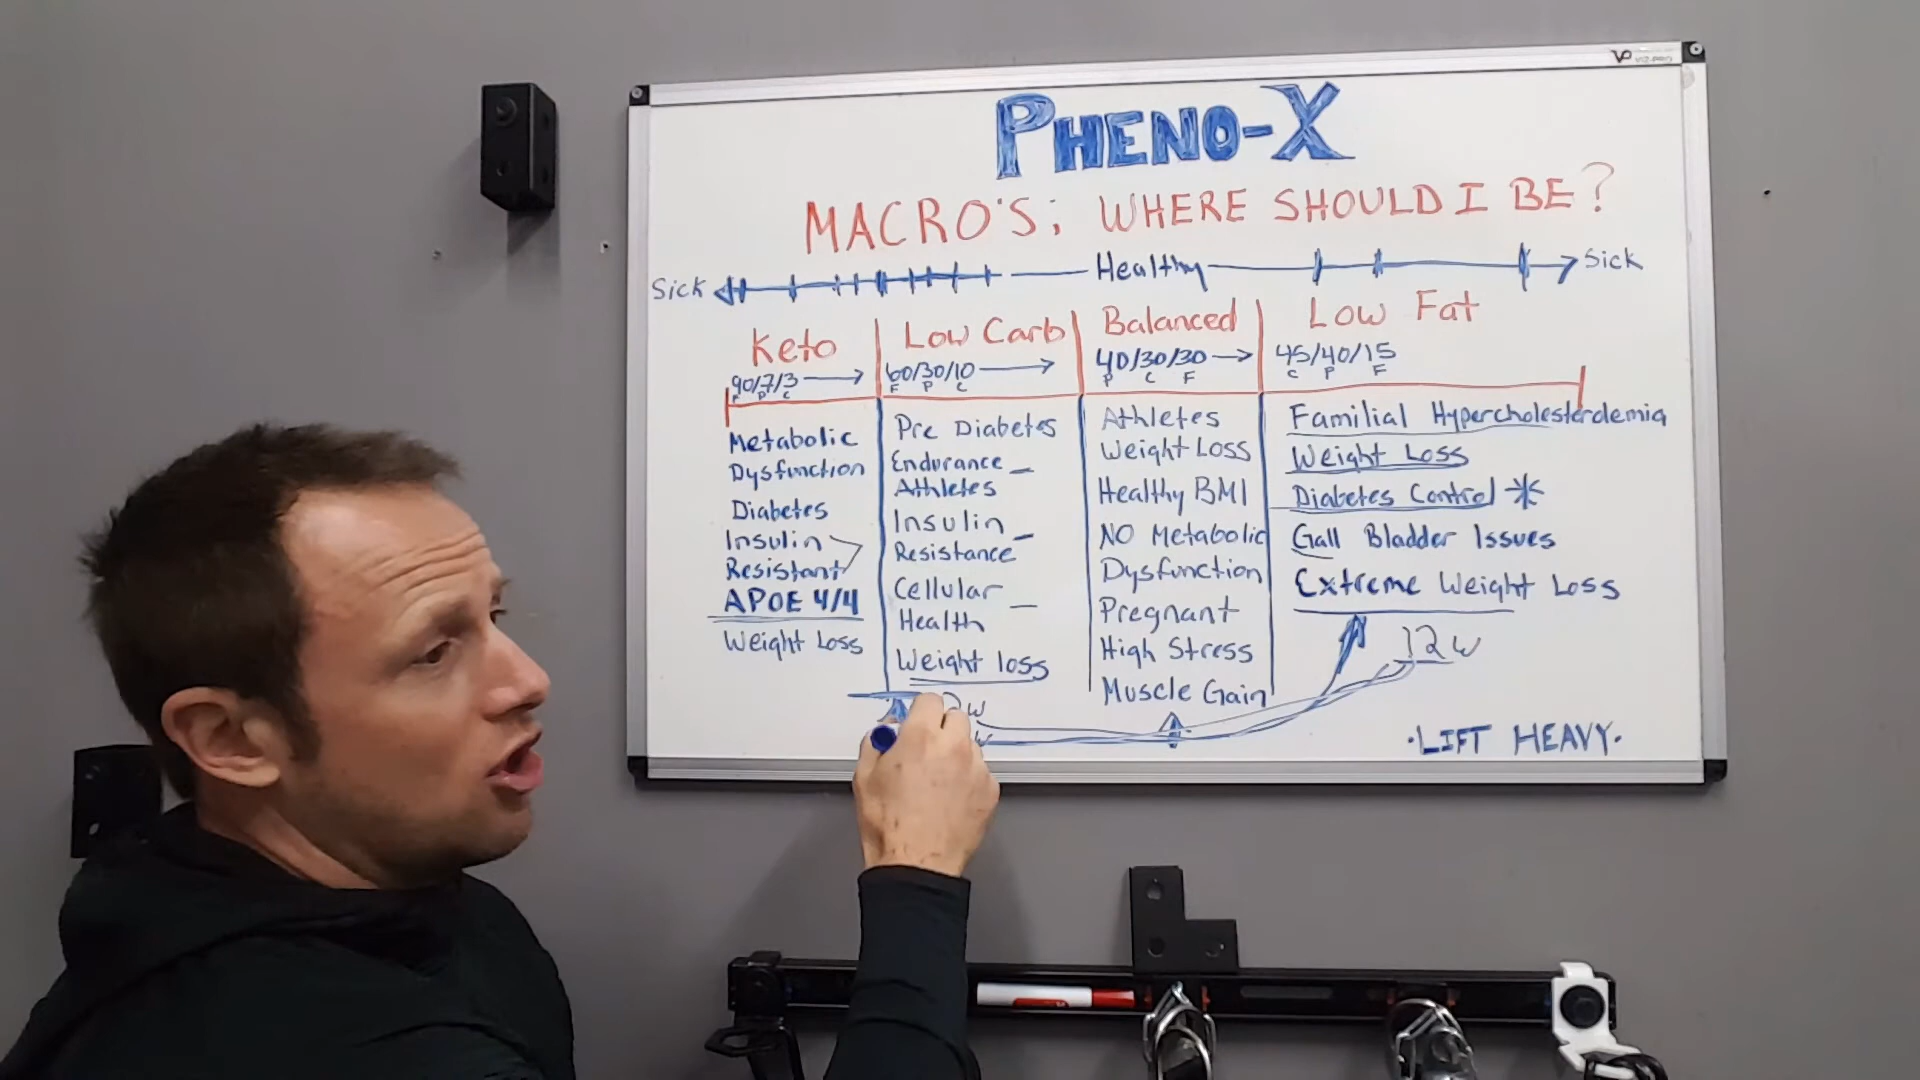 VIZ-PRO
PHENO-X
MACRO'S; WHERE SHOULD I BE?
Sick Healthy Sick
Keto
90/7/3
F P C
Metabolic
Dysfunction
Diabetes
Insulin
Resistant
APOE 4/4
Weight Loss
Low Carb
60/30/10
F P C
Pre Diabetes
Endurance
Athletes
Insulin
Resistance
Cellular
Health
Weight loss
Balanced
40/30/30
P C F
Athletes
Weight Loss
Healthy BMI
NO Metabolic
Dysfunction
Pregnant
High Stress
Muscle Gain
Low Fat
45/40/15
C P F
Familial Hypercholesterolemia
Weight Loss
Diabetes Control
Gall Bladder Issues
Extreme Weight Loss
12w
·LIFT HEAVY·